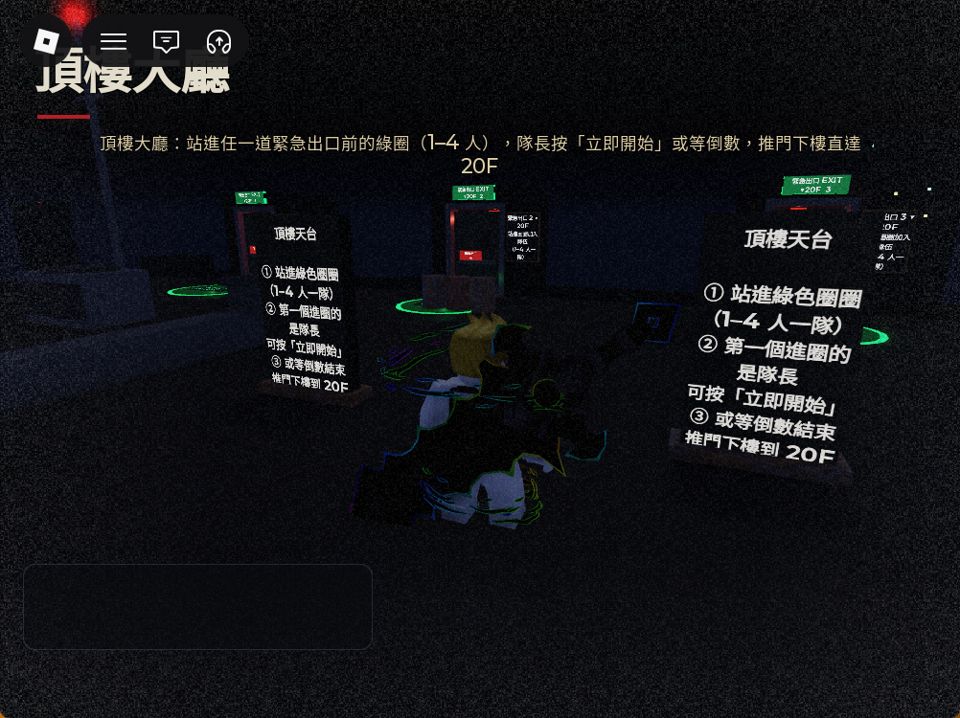 頂樓大廳
頂樓大廳：站進任一道緊急出口前的綠圈（1–4 人），隊長按「立即開始」或等倒數，推門下樓直達
20F
緊急出口 EXIT
緊急出口 EXIT
頂樓天台
① 站進綠色圈圈
（1–4 人一隊）
② 第一個進圈的
是隊長
可按「立即開始」
③ 或等倒數結束
推門下樓到 20F
頂樓天台
① 站進綠色圈圈
（1–4 人一隊）
② 第一個進圈的
是隊長
可按「立即開始」
③ 或等倒數結束
推門下樓到 20F